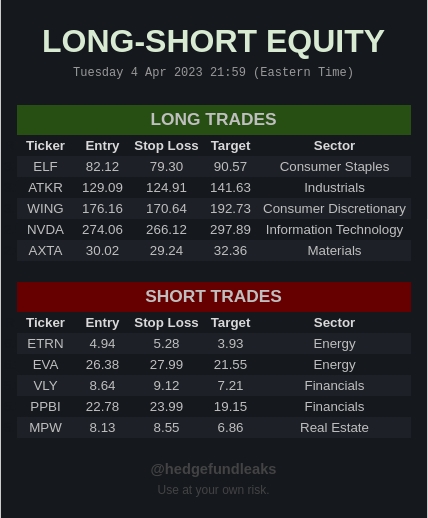 LONG-SHORT EQUITY
Tuesday 4 Apr 2023 21:59 (Eastern Time)
LONG TRADES
Ticker Entry Stop Loss Target Sector
ELF 82.12 79.30 90.57 Consumer Staples
ATKR 129.09 124.91 141.63 Industrials
WING 176.16 170.64 192.73 Consumer Discretionary
NVDA 274.06 266.12 297.89 Information Technology
AXTA 30.02 29.24 32.36 Materials
SHORT TRADES
Ticker Entry Stop Loss Target Sector
ETRN 4.94 5.28 3.93 Energy
EVA 26.38 27.99 21.55 Energy
VLY 8.64 9.12 7.21 Financials
PPBI 22.78 23.99 19.15 Financials
MPW 8.13 8.55 6.86 Real Estate
@hedgefundleaks
Use at your own risk.